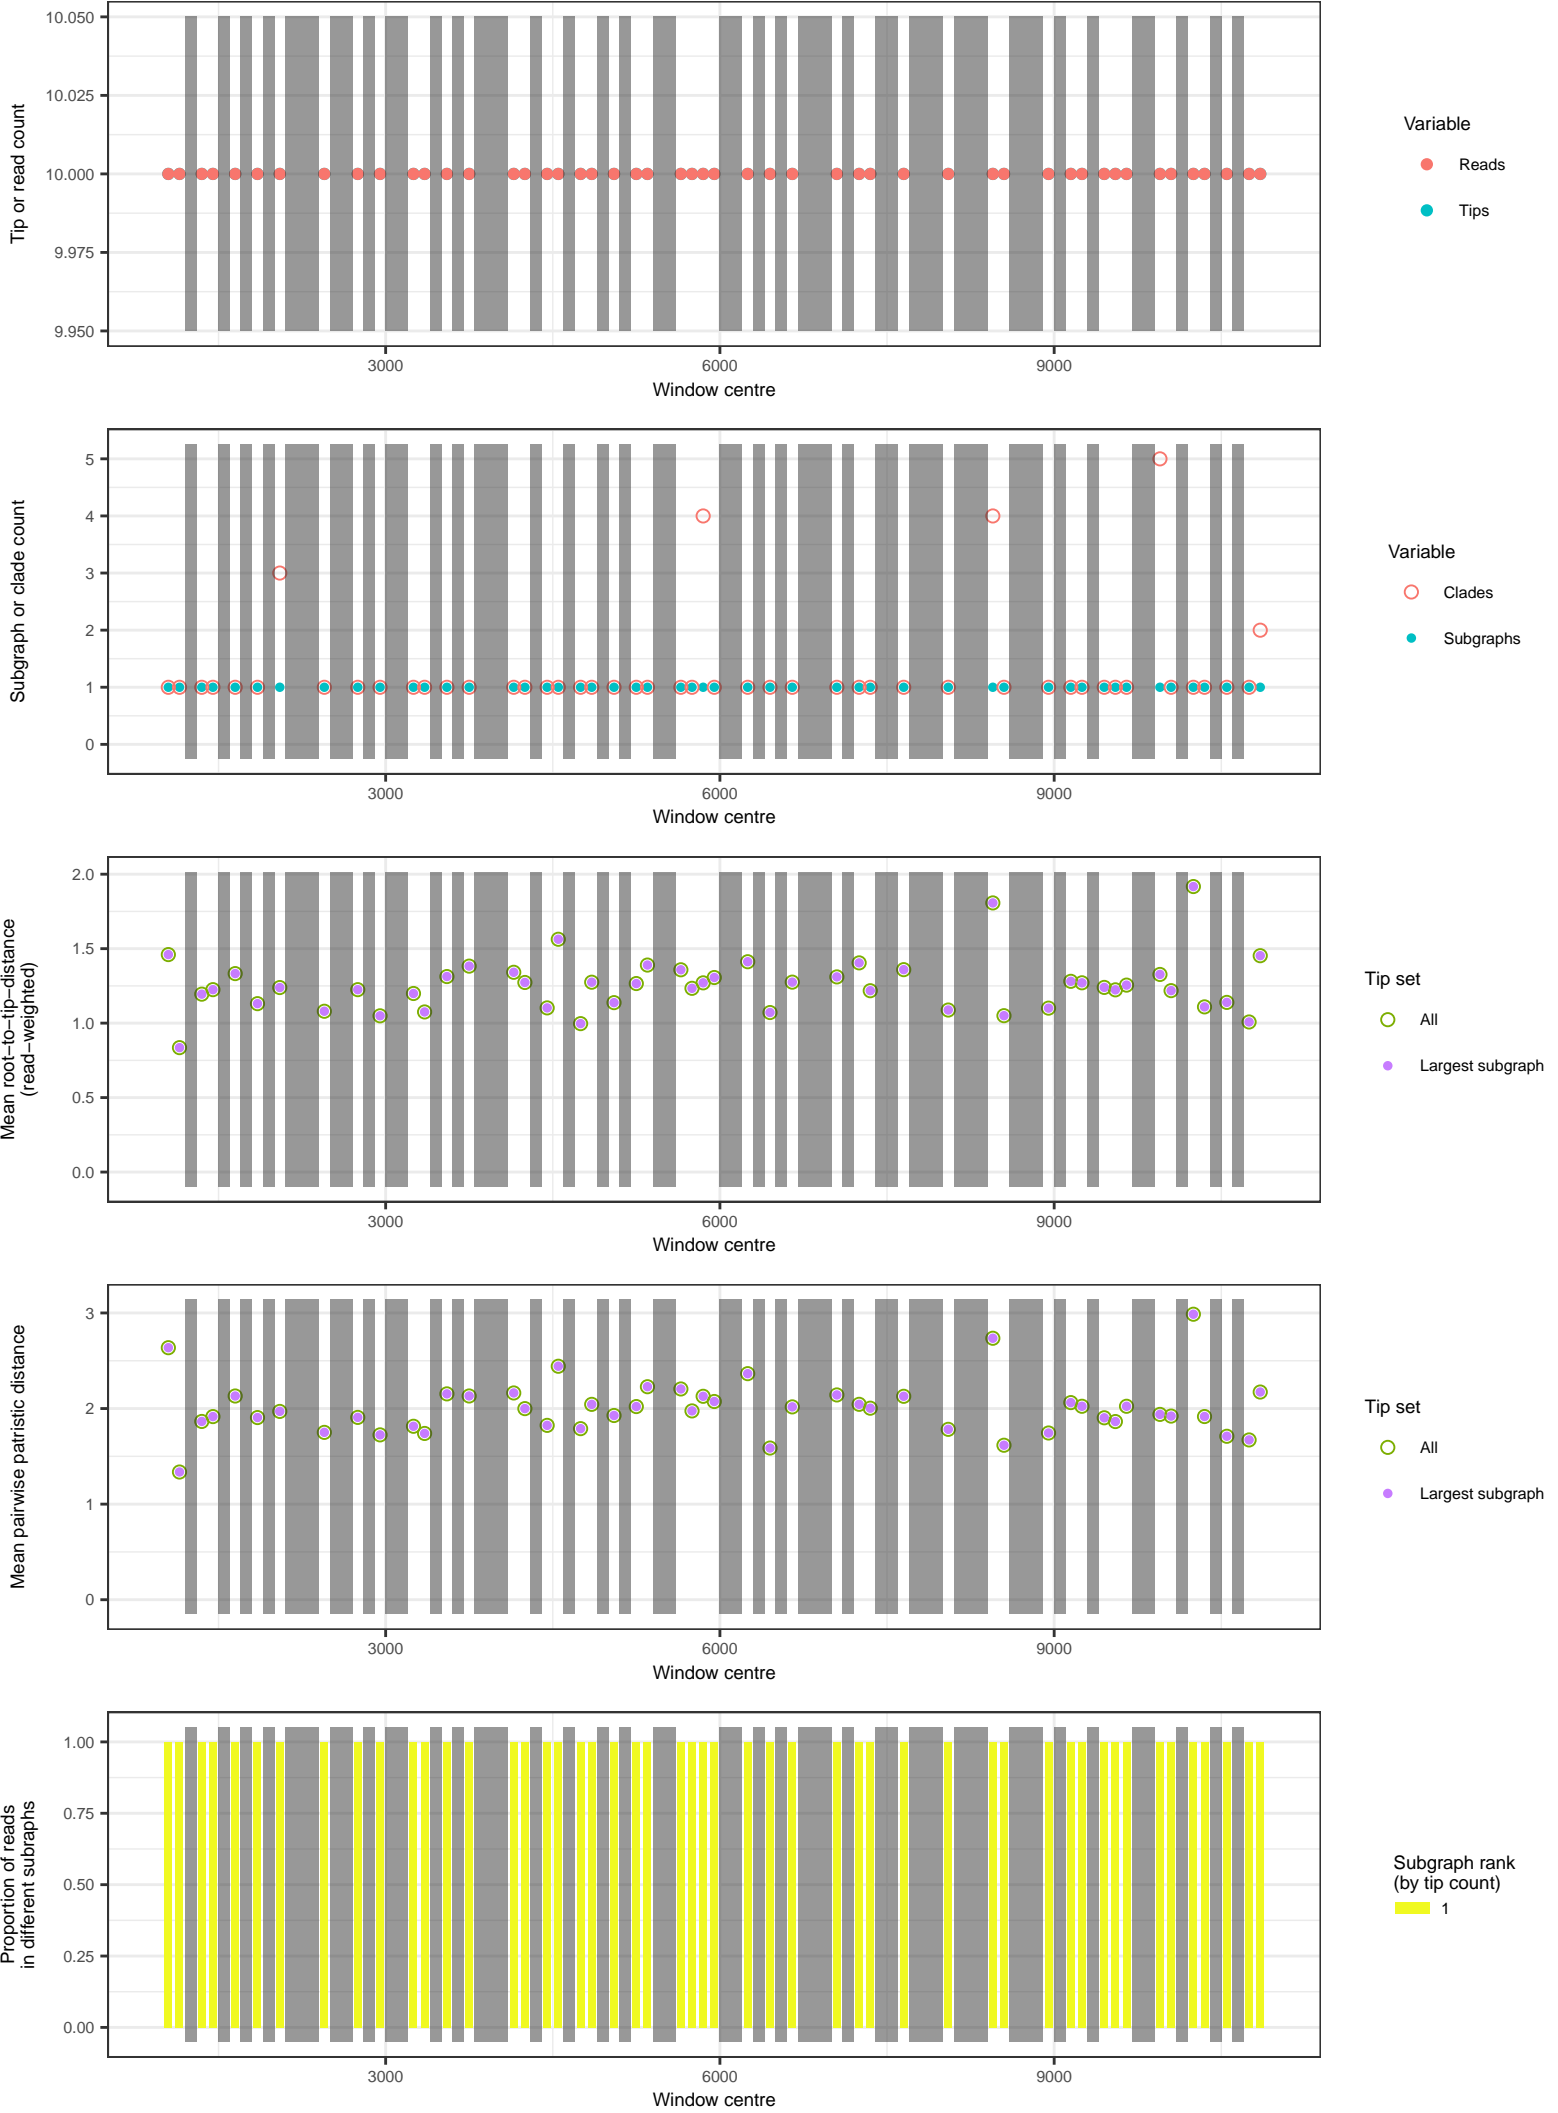 10.050
10.025
10.000
9.975
9.950
Tip or read count
3000 6000 9000
Window centre
Variable
Reads
Tips
5
4
3
2
1
0
Subgraph or clade count
3000 6000 9000
Window centre
Variable
Clades
Subgraphs
2.0
1.5
1.0
0.5
0.0
Mean root−to−tip−distance
(read−weighted)
3000 6000 9000
Window centre
Tip set
All
Largest subgraph
3
2
1
0
Mean pairwise patristic distance
3000 6000 9000
Window centre
Tip set
All
Largest subgraph
1.00
0.75
0.50
0.25
0.00
Proportion of reads
in different subraphs
3000 6000 9000
Window centre
Subgraph rank
(by tip count)
1